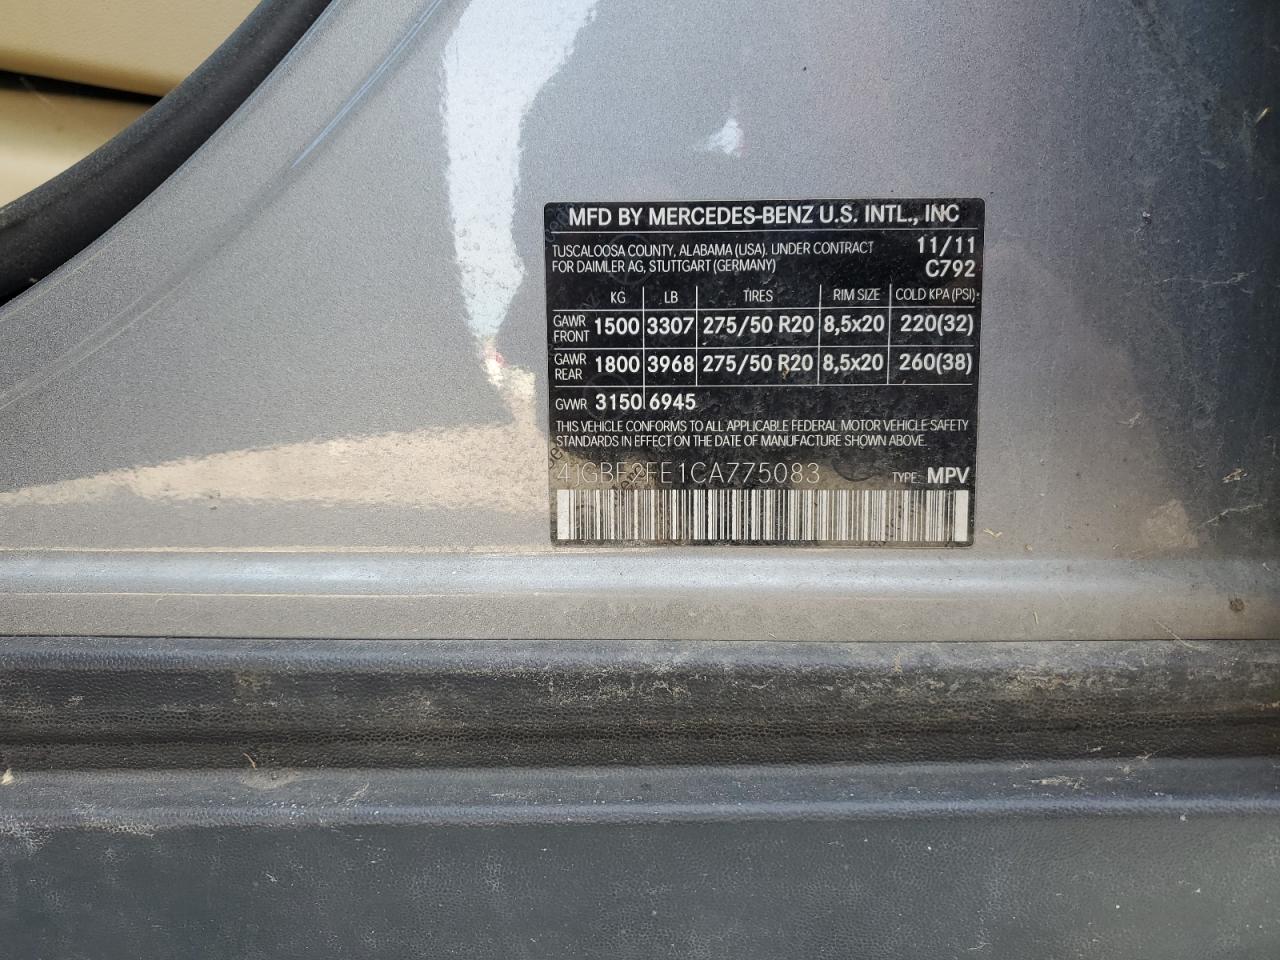 MFD BY MERCEDES-BENZ U.S. INTL., INC
TUSCALOOSA COUNTY, ALABAMA (USA). UNDER CONTRACT 11/11
FOR DAIMLER AG, STUTTGART (GERMANY) C792
KG LB TIRES RIM SIZE COLD KPA (PSI):
GAWR FRONT 1500 3307 275/50 R20 8,5x20 220(32)
GAWR REAR 1800 3968 275/50 R20 8,5x20 260(38)
GVWR 3150 6945
THIS VEHICLE CONFORMS TO ALL APPLICABLE FEDERAL MOTOR VEHICLE SAFETY
STANDARDS IN EFFECT ON THE DATE OF MANUFACTURE SHOWN ABOVE.
TYPE: MPV